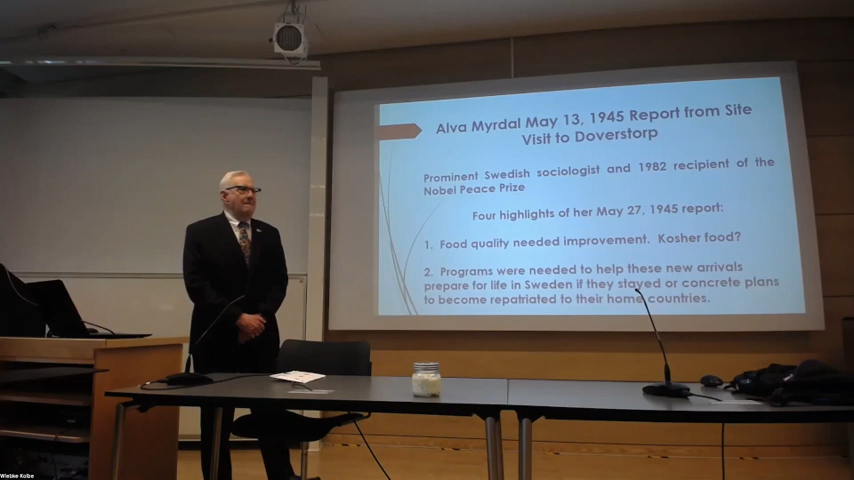 Alva Myrdal May 13, 1945 Report from Site
Visit to Doverstorp
Prominent Swedish sociologist and 1982 recipient of the
Nobel Peace Prize
Four highlights of her May 27, 1945 report:
1. Food quality needed improvement. Kosher food?
2. Programs were needed to help these new arrivals
prepare for life in Sweden if they stayed or concrete plans
to become repatriated to their home countries.
Wiebke Kolbe